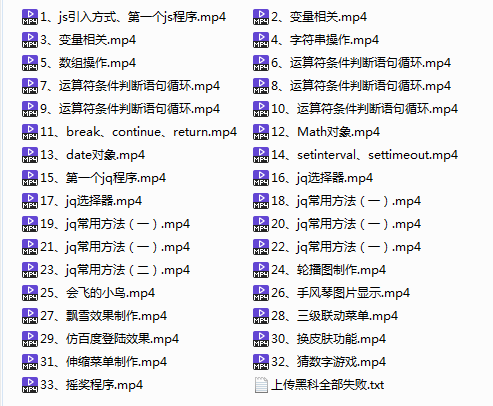 1、js引入方式、第一个js程序.mp4
2、变量相关.mp4
3、变量相关.mp4
4、字符串操作.mp4
5、数组操作.mp4
6、运算符条件判断语句循环.mp4
7、运算符条件判断语句循环.mp4
8、运算符条件判断语句循环.mp4
9、运算符条件判断语句循环.mp4
10、运算符条件判断语句循环.mp4
11、break、continue、return.mp4
12、Math对象.mp4
13、date对象.mp4
14、setinterval、settimeout.mp4
15、第一个jq程序.mp4
16、jq选择器.mp4
17、jq选择器.mp4
18、jq常用方法（一）.mp4
19、jq常用方法（一）.mp4
20、jq常用方法（一）.mp4
21、jq常用方法（一）.mp4
22、jq常用方法（一）.mp4
23、jq常用方法（二）.mp4
24、轮播图制作.mp4
25、会飞的小鸟.mp4
26、手风琴图片显示.mp4
27、飘雪效果制作.mp4
28、三级联动菜单.mp4
29、仿百度登陆效果.mp4
30、换皮肤功能.mp4
31、伸缩菜单制作.mp4
32、猜数字游戏.mp4
33、摇奖程序.mp4
上传黑科全部失败.txt